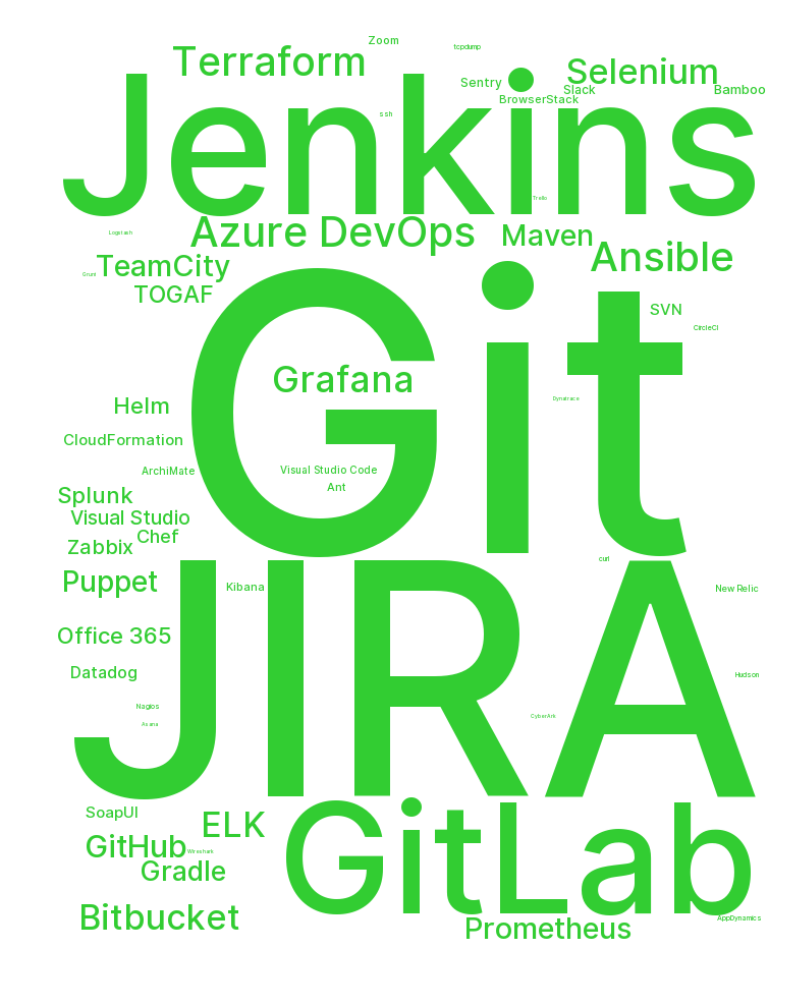 Zoom
tcpdump
Terraform
Selenium
Sentry
Slack
Bamboo
BrowserStack
ssh
Jenkins
Trello
Logstash
Azure DevOps
Maven
Ansible
TeamCity
Grunt
TOGAF
SVN
CircleCI
Git
Grafana
Dynatrace
Helm
CloudFormation
ArchiMate
Visual Studio Code
Ant
Splunk
Visual Studio
Chef
Zabbix
curl
Puppet
Kibana
New Relic
JIRA
Office 365
Datadog
Hudson
Nagios
CyberArk
Asana
SoapUI
ELK
GitHub
Wireshark
GitLab
Gradle
Bitbucket
AppDynamics
Prometheus